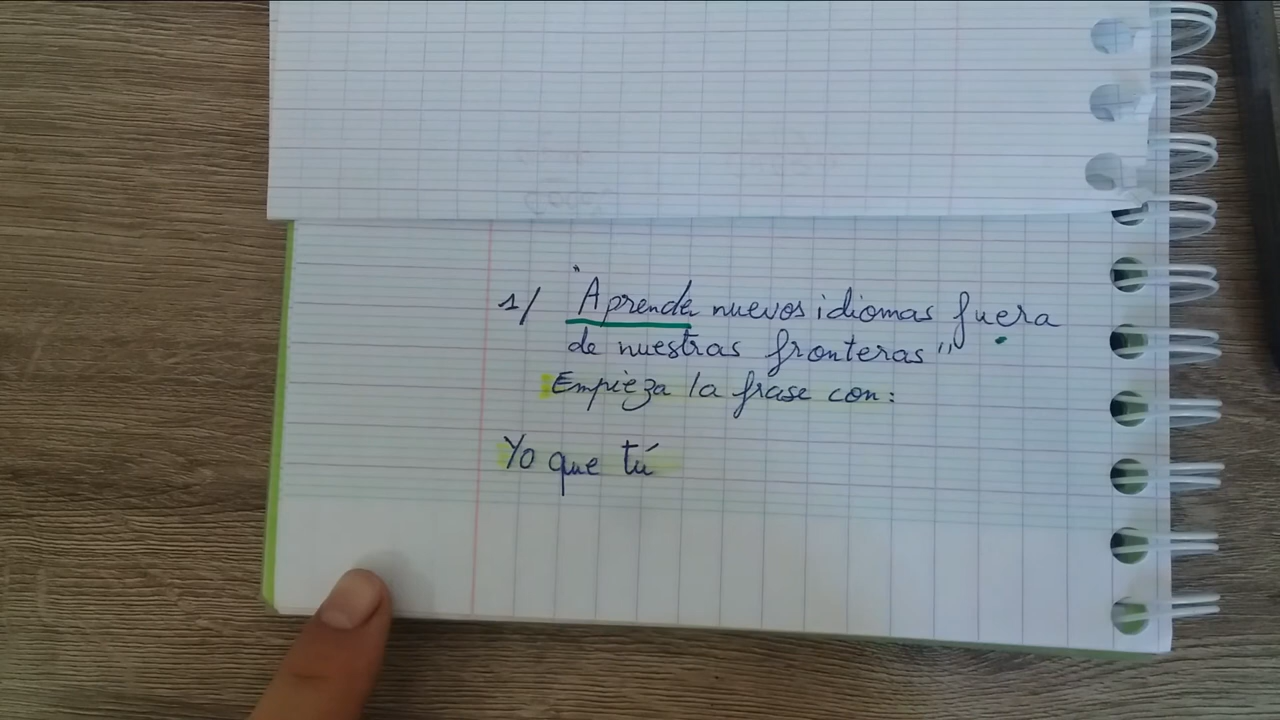 1/ "Aprende nuevos idiomas fuera
de nuestras fronteras"
Empieza la frase con:
Yo que tú